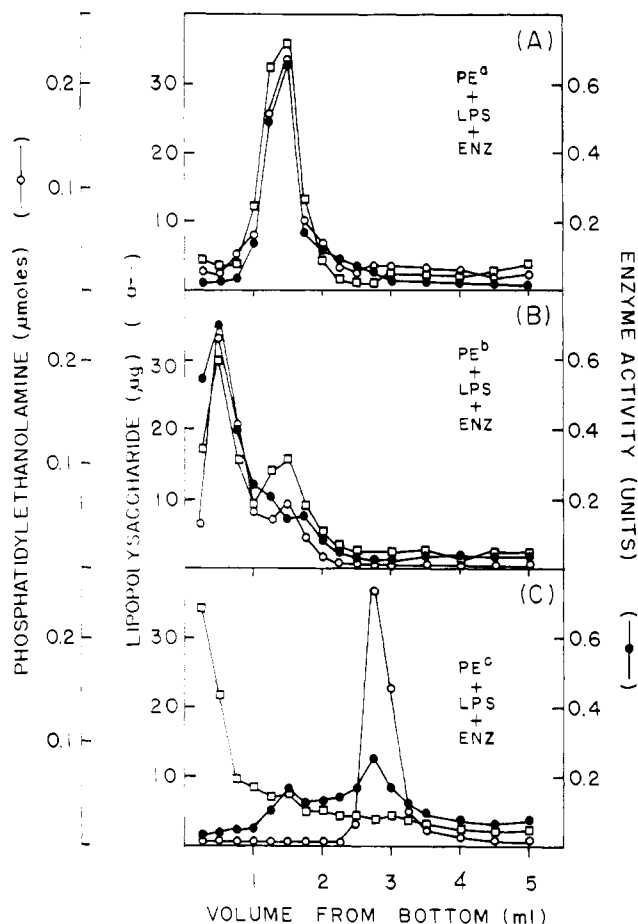 (A)
PEa
+
LPS
+
ENZ
0.2
0.1
30
20
10
0.6
0.4
0.2
(B)
PEb
+
LPS
+
ENZ
0.2
0.1
30
20
10
0.6
0.4
0.2
(C)
PEc
+
LPS
+
ENZ
0.2
0.1
30
20
10
0.6
0.4
0.2
1 2 3 4 5
VOLUME FROM BOTTOM (ml)
PHOSPHATIDYLETHANOLAMINE (μmoles)
LIPOPOLYSACCHARIDE (μg)
ENZYME ACTIVITY (UNITS)